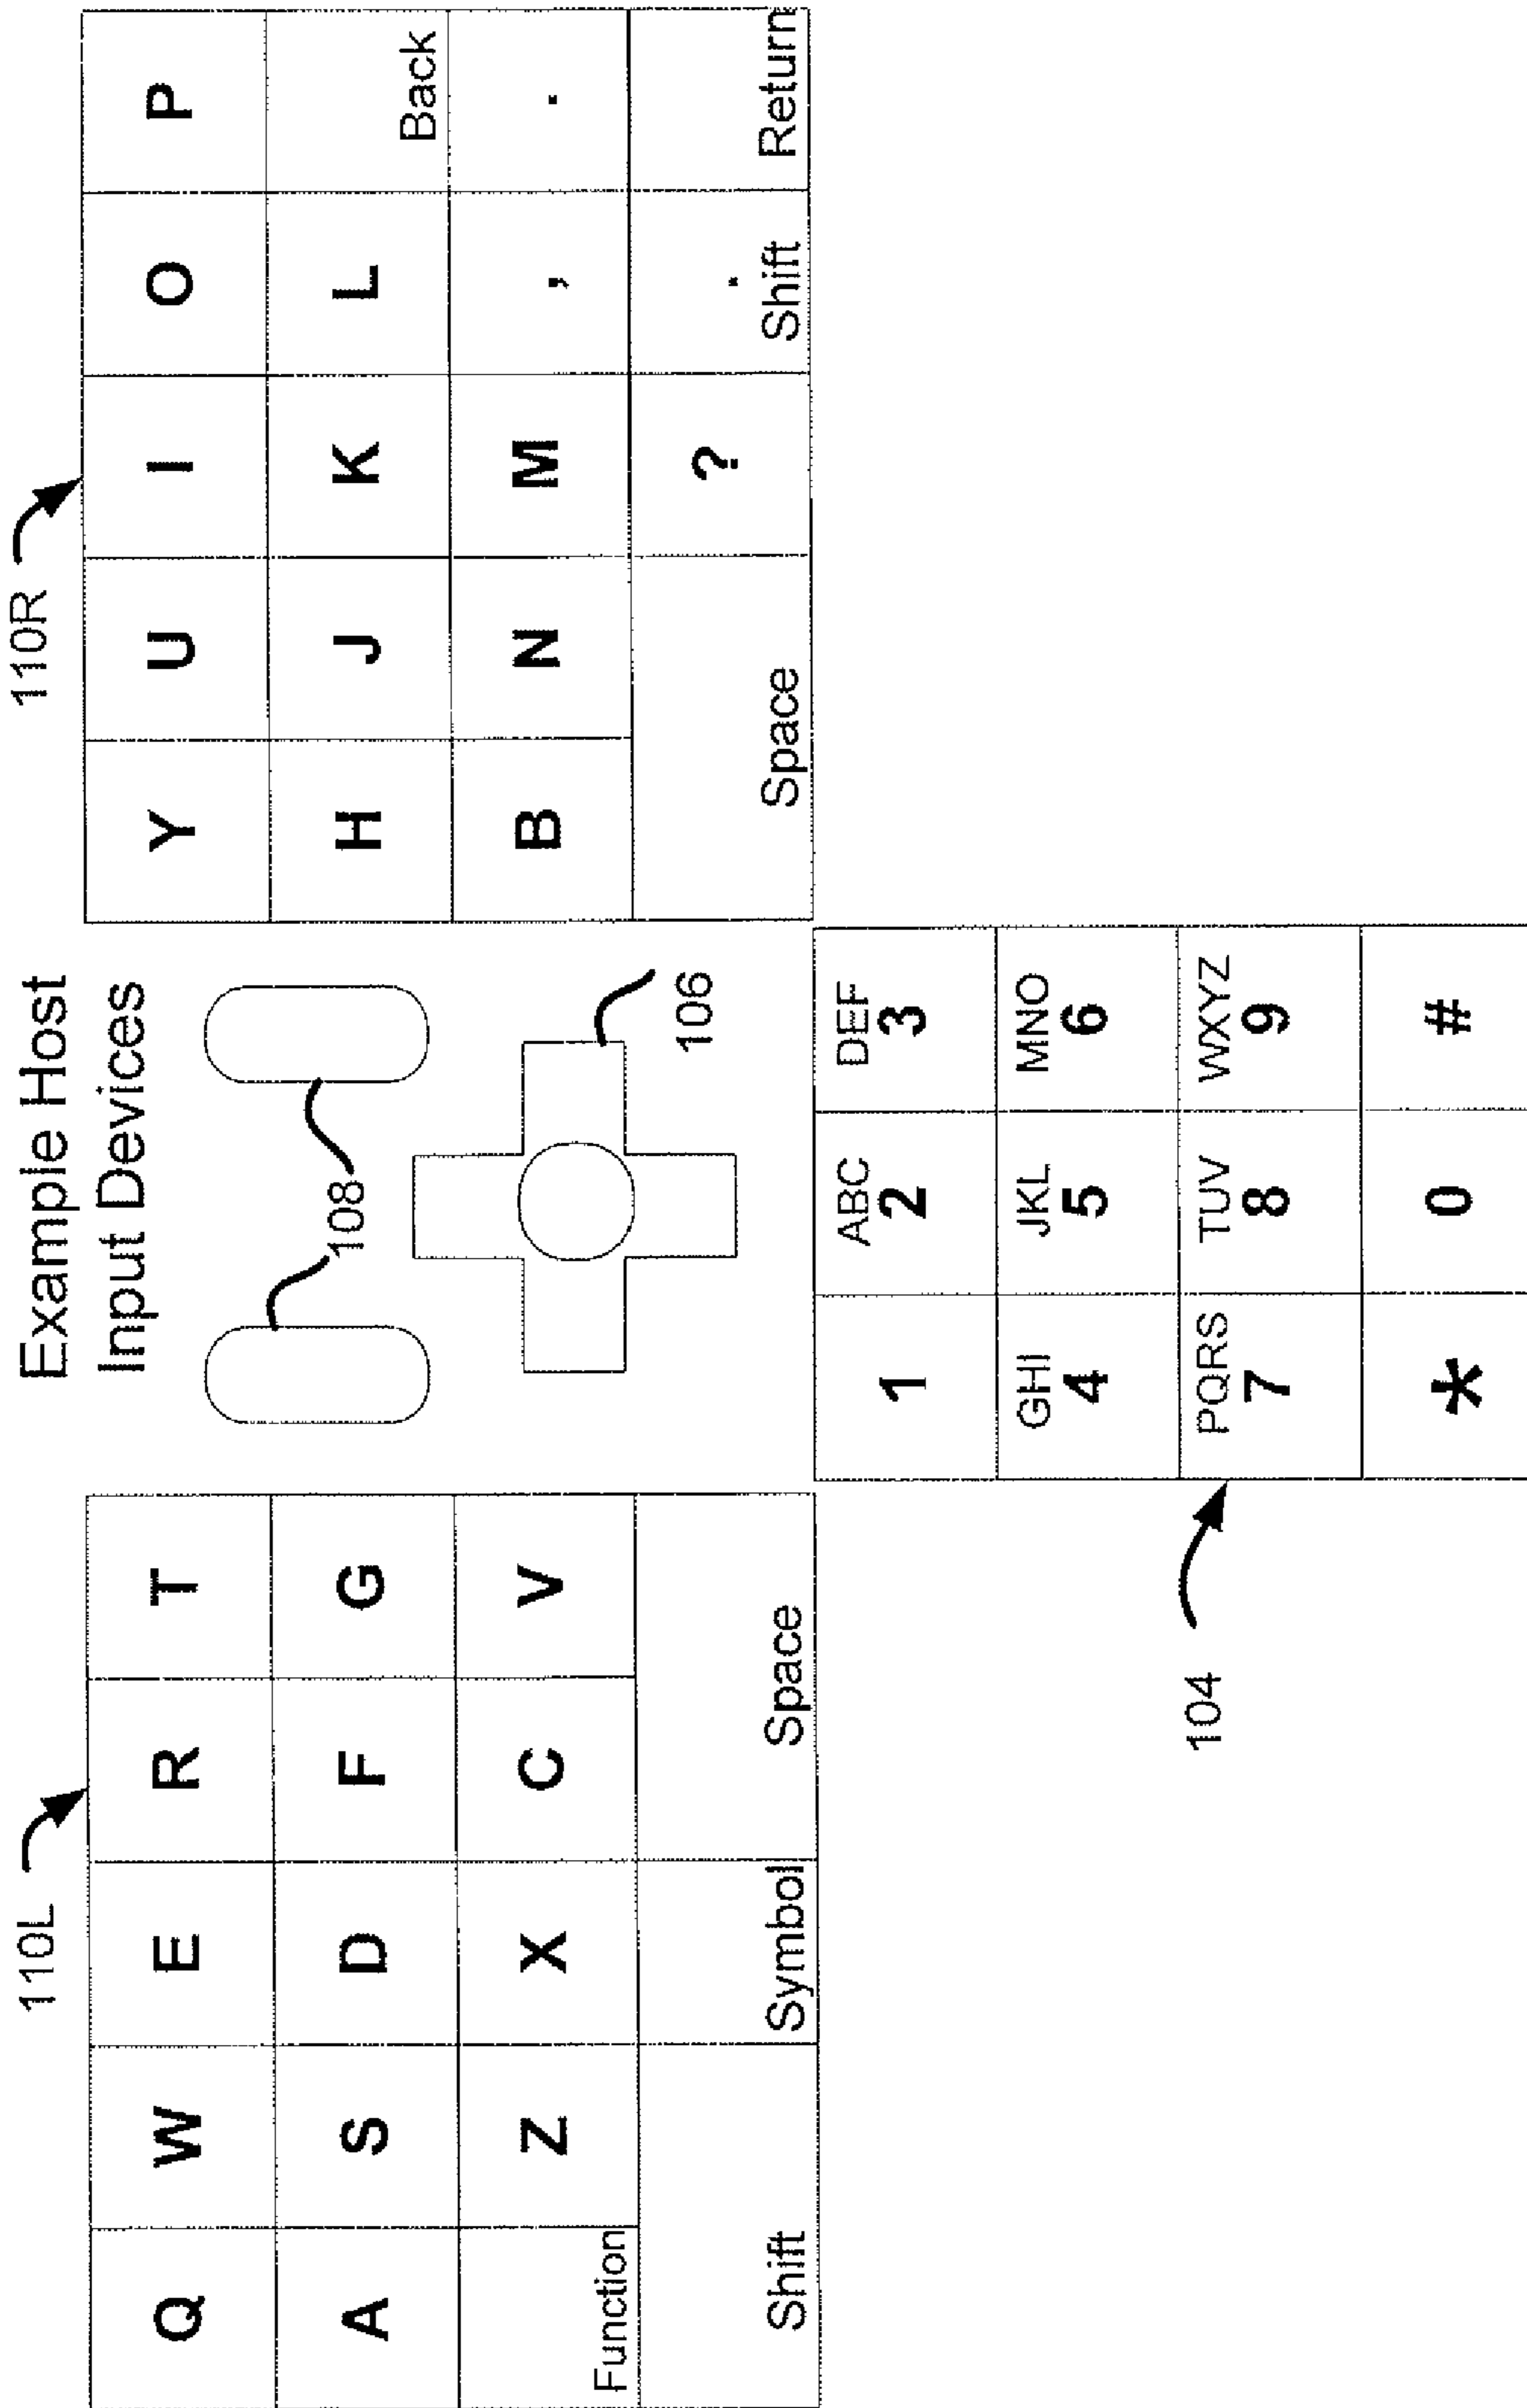 Example Host
Input Devices
110L
Q W E R T
A S D F G
Function Z X C V
Shift Symbol Space
108
106
110R
Y U I O P
H J K L Back
B N M , .
Space ? . Shift Return
104
1 ABC 2 DEF 3
GHI 4 JKL 5 MNO 6
PQRS 7 TUV 8 WXYZ 9
* 0 #